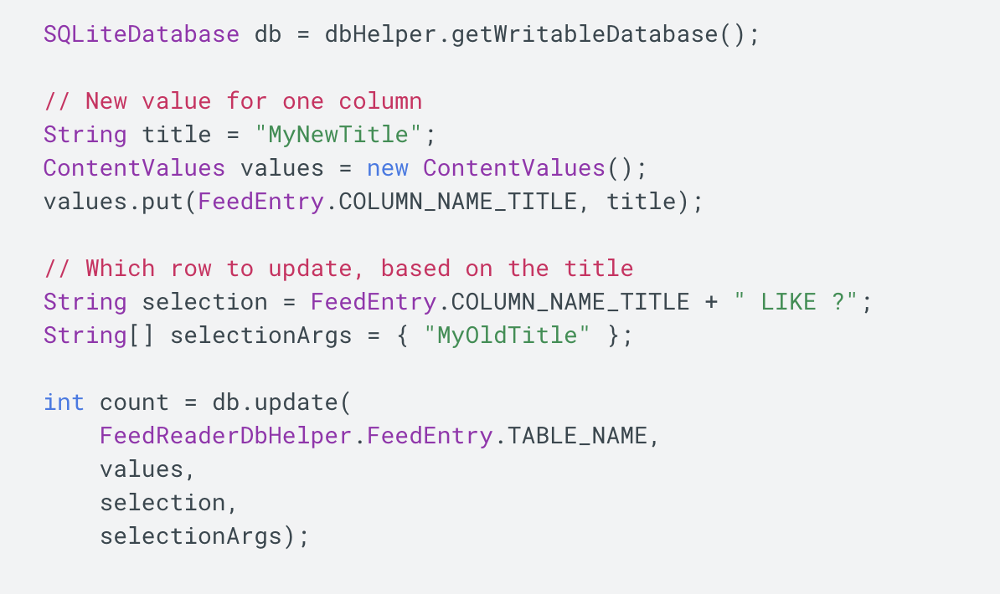 SQLiteDatabase db = dbHelper.getWritableDatabase();

// New value for one column
String title = "MyNewTitle";
ContentValues values = new ContentValues();
values.put(FeedEntry.COLUMN_NAME_TITLE, title);

// Which row to update, based on the title
String selection = FeedEntry.COLUMN_NAME_TITLE + " LIKE ?";
String[] selectionArgs = { "MyOldTitle" };

int count = db.update(
    FeedReaderDbHelper.FeedEntry.TABLE_NAME,
    values,
    selection,
    selectionArgs);